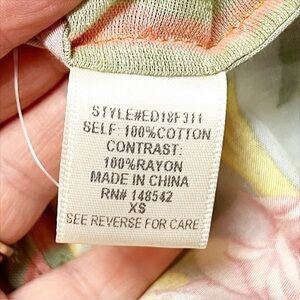 STYLE#ED18F311
SELF: 100%COTTON
CONTRAST:
100%RAYON
MADE IN CHINA
RN# 148542
XS
SEE REVERSE FOR CARE